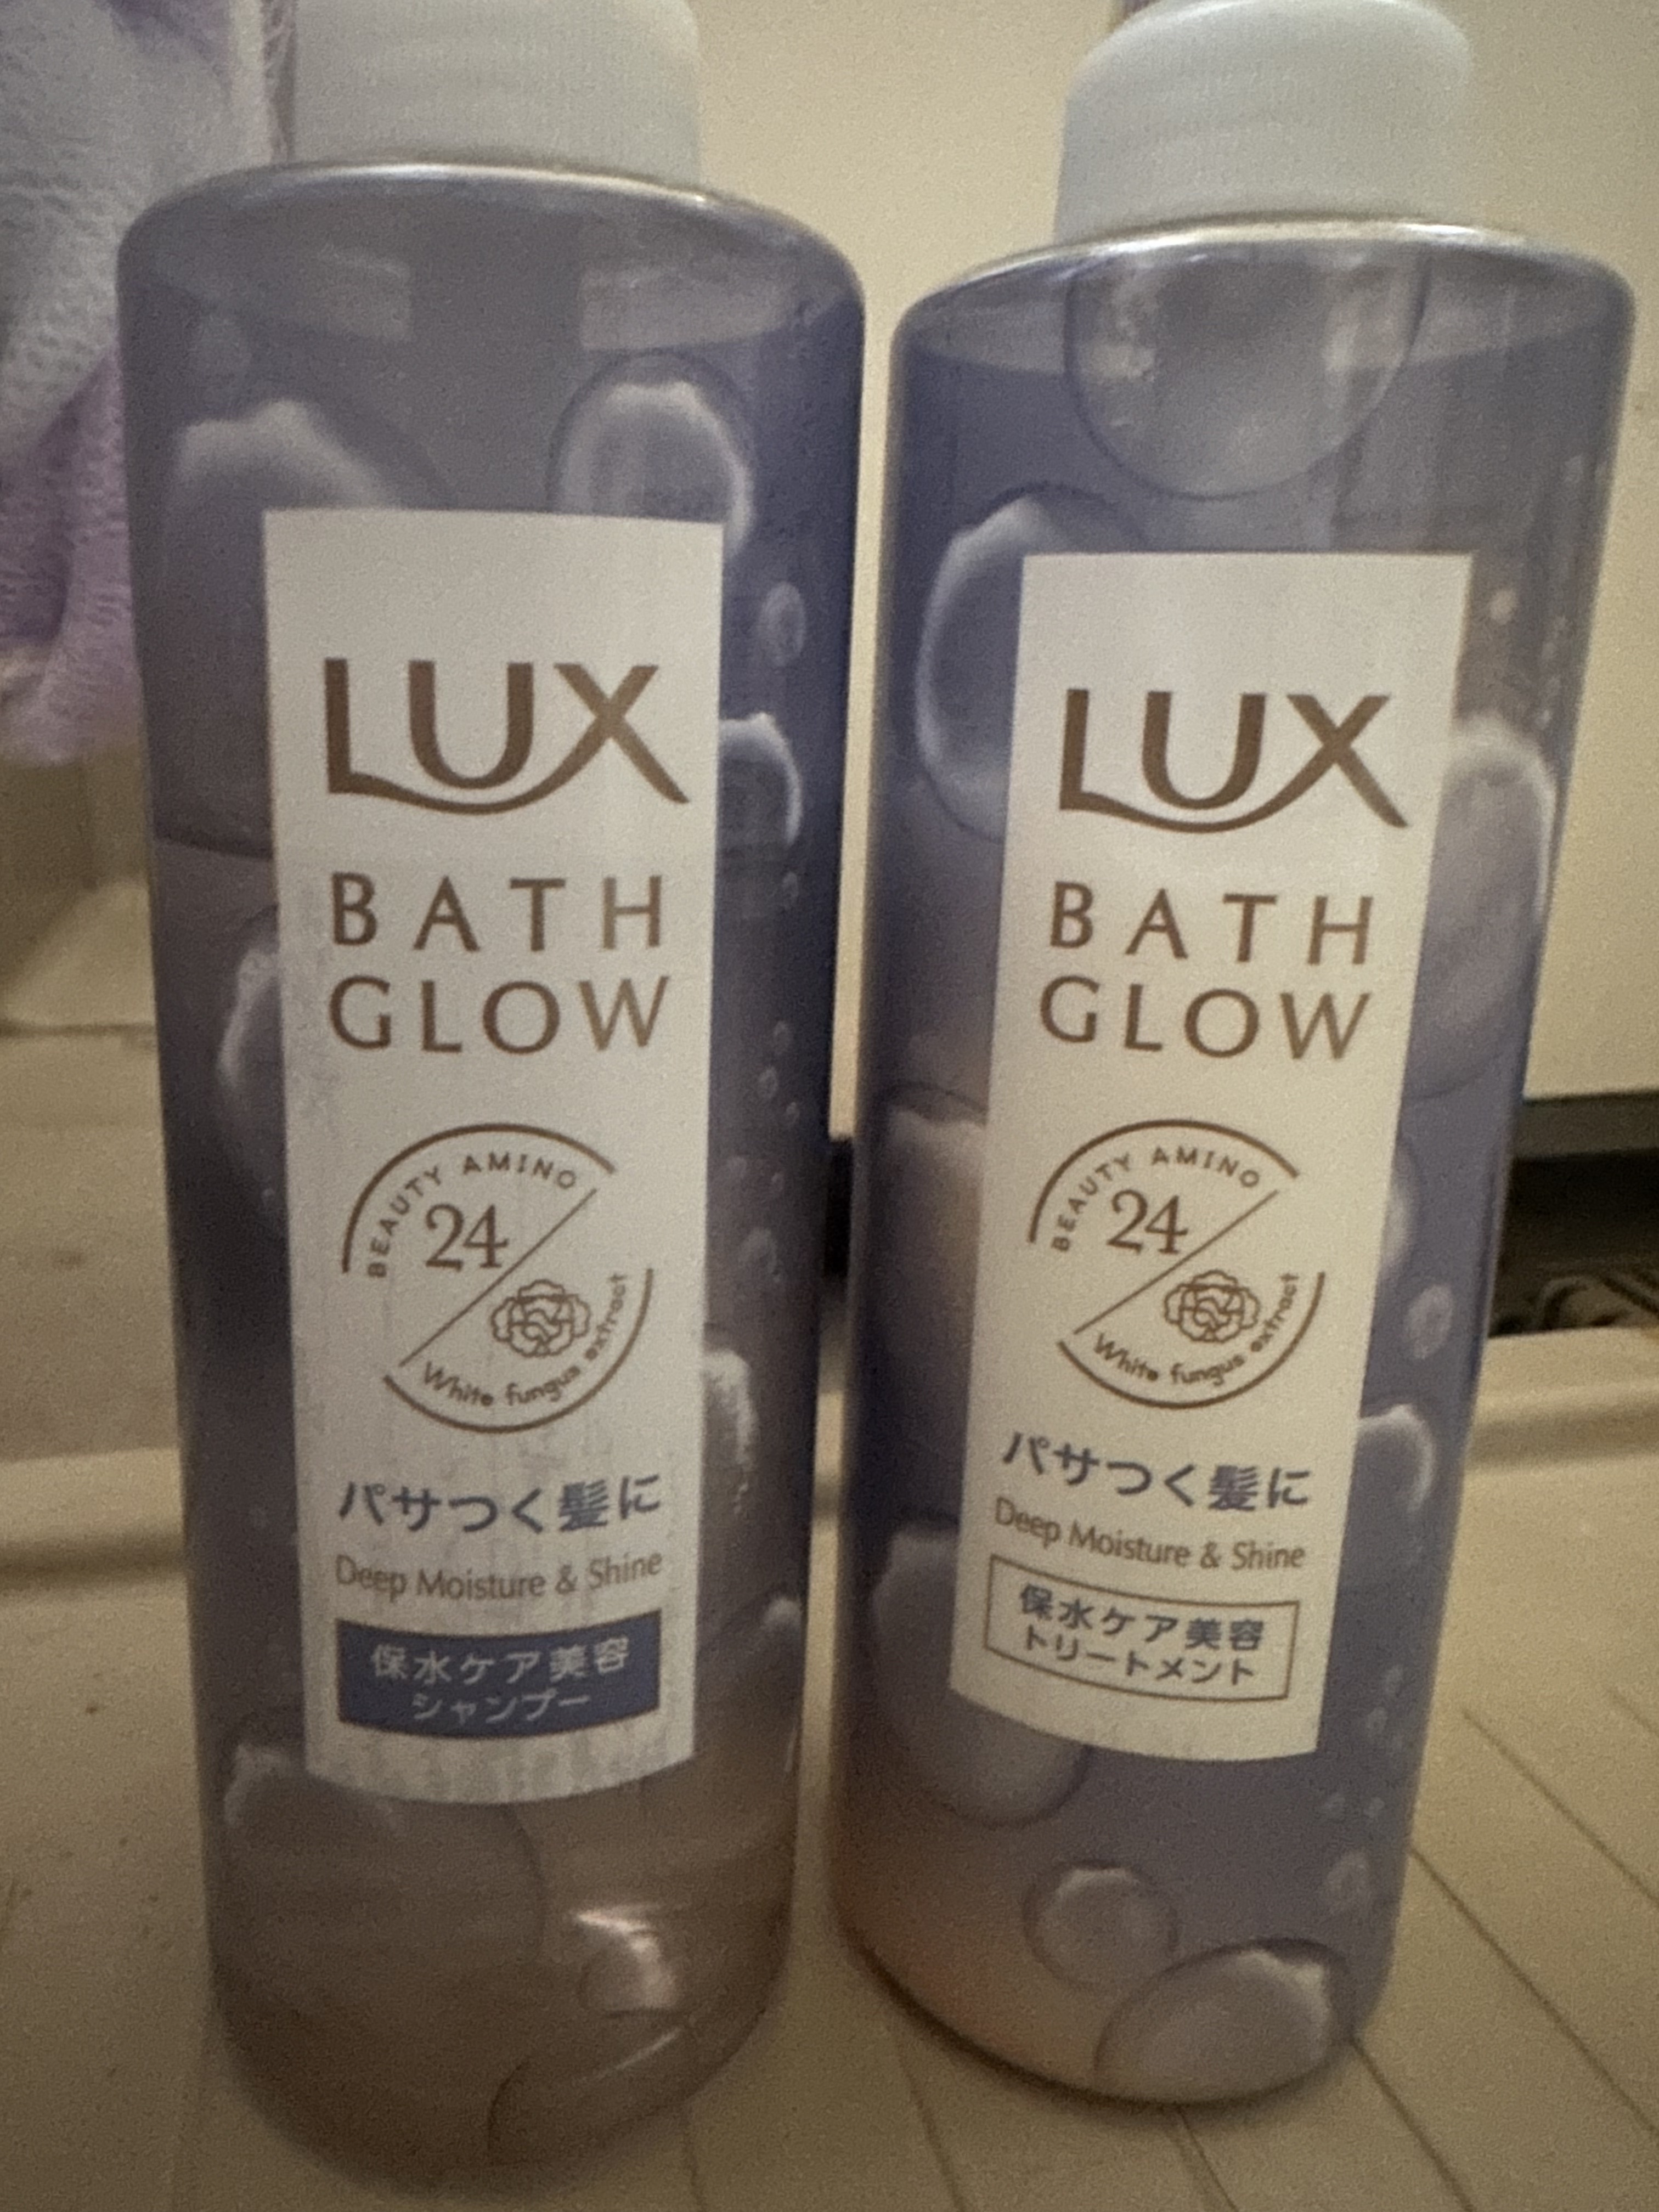 LUX
BATH
GLOW
BEAUTY AMINO
24
White fungus extract
パサつく髪に
Deep Moisture & Shine
保水ケア美容
シャンプー
LUX
BATH
GLOW
BEAUTY AMINO
24
White fungus extract
パサつく髪に
Deep Moisture & Shine
保水ケア美容
トリートメント